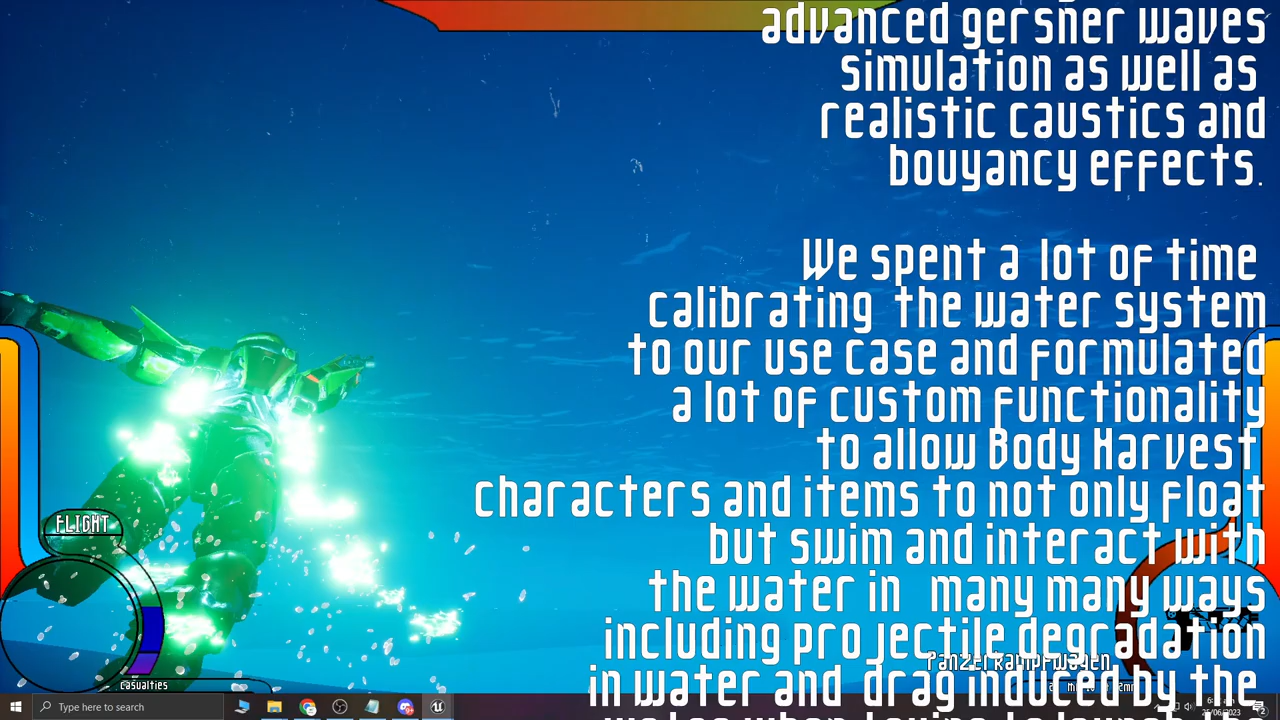 advanced gersner waves
simulation as well as
realistic caustics and
bouyancy effects.
We spent a lot of time
calibrating the water system
to our use case and formulated
a lot of custom functionality
to allow Body Harvest
characters and items to not only float
but swim and interact with
the water in many many ways
including projectile degradation
in water and drag induced by the
FLIGHT
Panzerkampfwagen
casualties
Type here to search